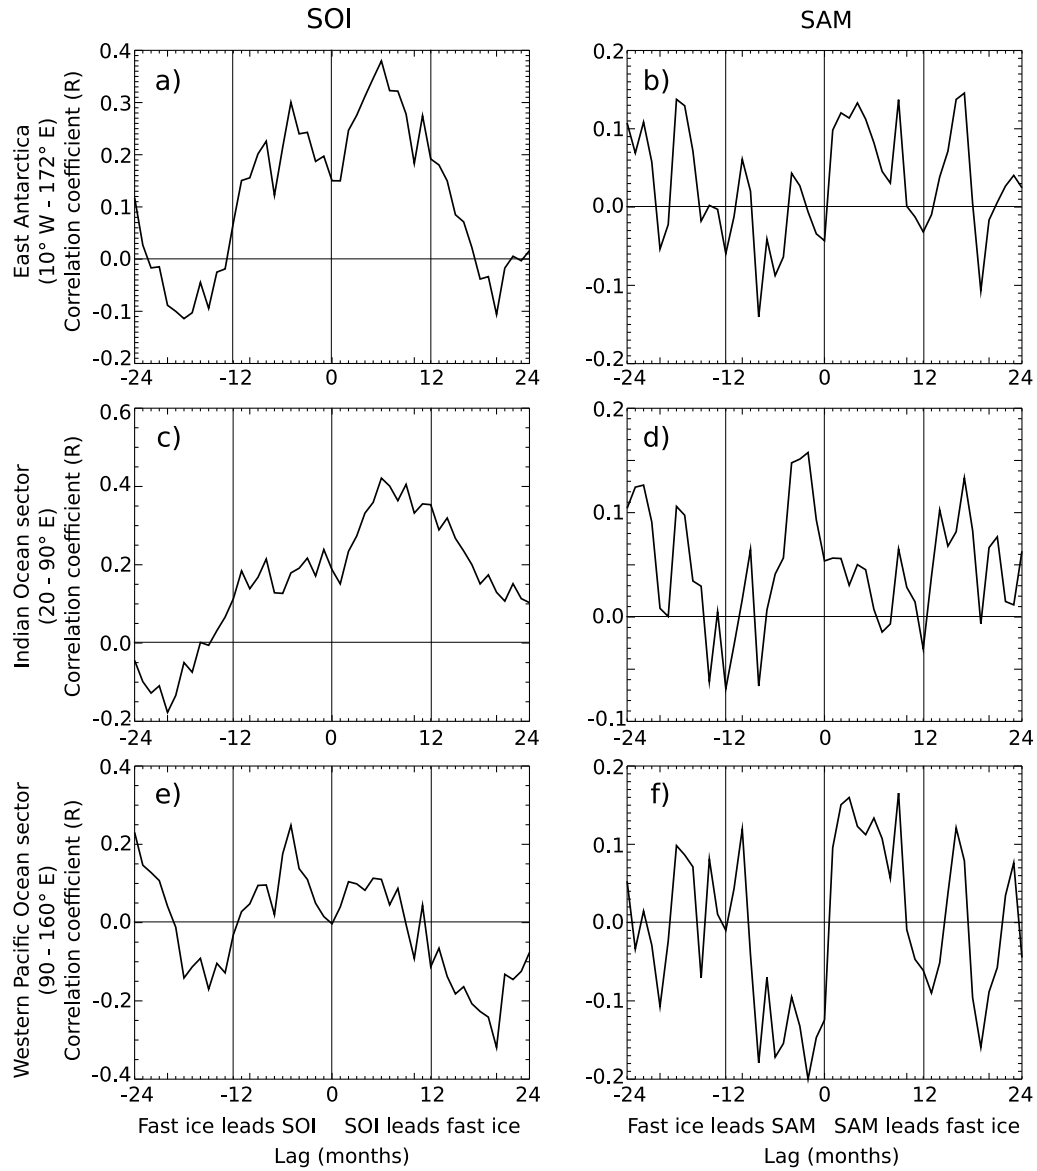 SOI
SAM
East Antarctica
(10° W - 172° E)
Correlation coefficient (R)
a)
0.4
0.3
0.2
0.1
0.0
-0.1
-0.2
-24 -12 0 12 24
b)
0.2
0.1
0.0
-0.1
-0.2
-24 -12 0 12 24
Indian Ocean sector
(20 - 90° E)
Correlation coefficient (R)
c)
0.6
0.4
0.2
0.0
-0.2
-24 -12 0 12 24
d)
0.2
0.1
0.0
-0.1
-24 -12 0 12 24
Western Pacific Ocean sector
(90 - 160° E)
Correlation coefficient (R)
e)
0.4
0.2
0.0
-0.2
-0.4
-24 -12 0 12 24
f)
0.2
0.1
0.0
-0.1
-0.2
-24 -12 0 12 24
Fast ice leads SOI SOI leads fast ice
Lag (months)
Fast ice leads SAM SAM leads fast ice
Lag (months)